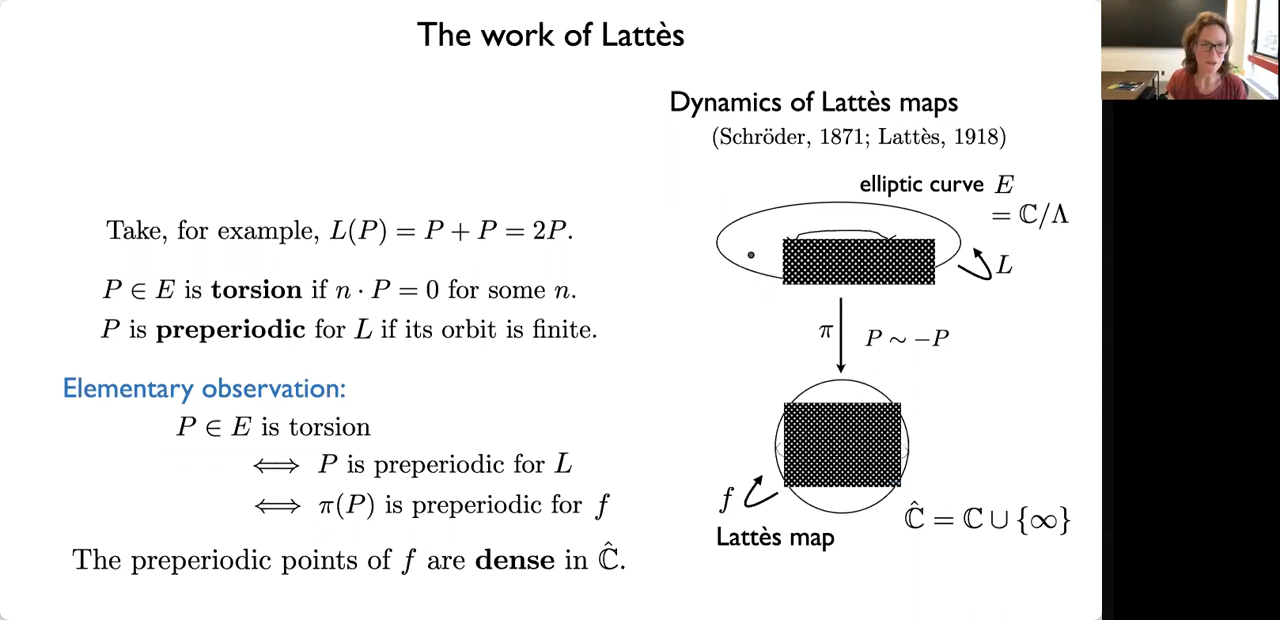 The work of Lattès
Dynamics of Lattès maps
(Schröder, 1871; Lattès, 1918)
elliptic curve E
= ℂ/Λ
L
π
P ∼ −P
f
Lattès map
Ĉ = ℂ ∪ {∞}
Take, for example, L(P) = P + P = 2P.
P ∈ E is torsion if n · P = 0 for some n.
P is preperiodic for L if its orbit is finite.
Elementary observation:
P ∈ E is torsion
⟺ P is preperiodic for L
⟺ π(P) is preperiodic for f
The preperiodic points of f are dense in Ĉ.